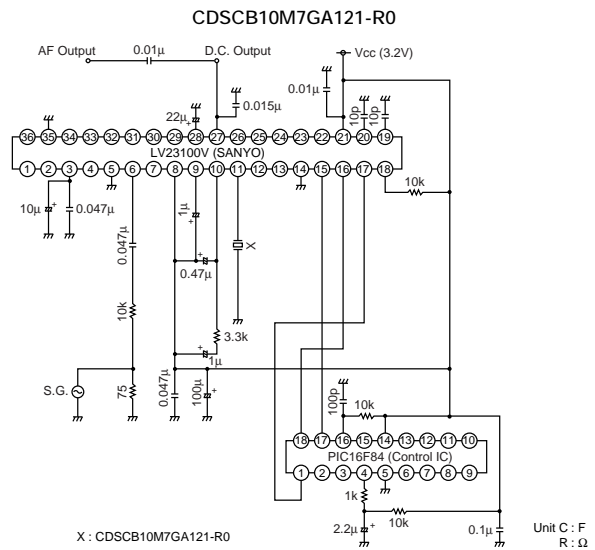 CDSCB10M7GA121-R0
AF Output
0.01µ
D.C. Output
Vcc (3.2V)
0.01µ
0.015µ
22µ
+
10p
10p
36 35 34 33 32 31 30 29 28 27 26 25 24 23 22 21 20 19
LV23100V (SANYO)
1 2 3 4 5 6 7 8 9 10 11 12 13 14 15 16 17 18
10k
10µ
+
0.047µ
0.047µ
1µ
+
X
+
0.47µ
10k
3.3k
+
1µ
S.G.
75
0.047µ
100µ
+
100p
10k
18 17 16 15 14 13 12 11 10
PIC16F84 (Control IC)
1 2 3 4 5 6 7 8 9
1k
10k
2.2µ
+
0.1µ
X : CDSCB10M7GA121-R0
Unit C : F
R : Ω